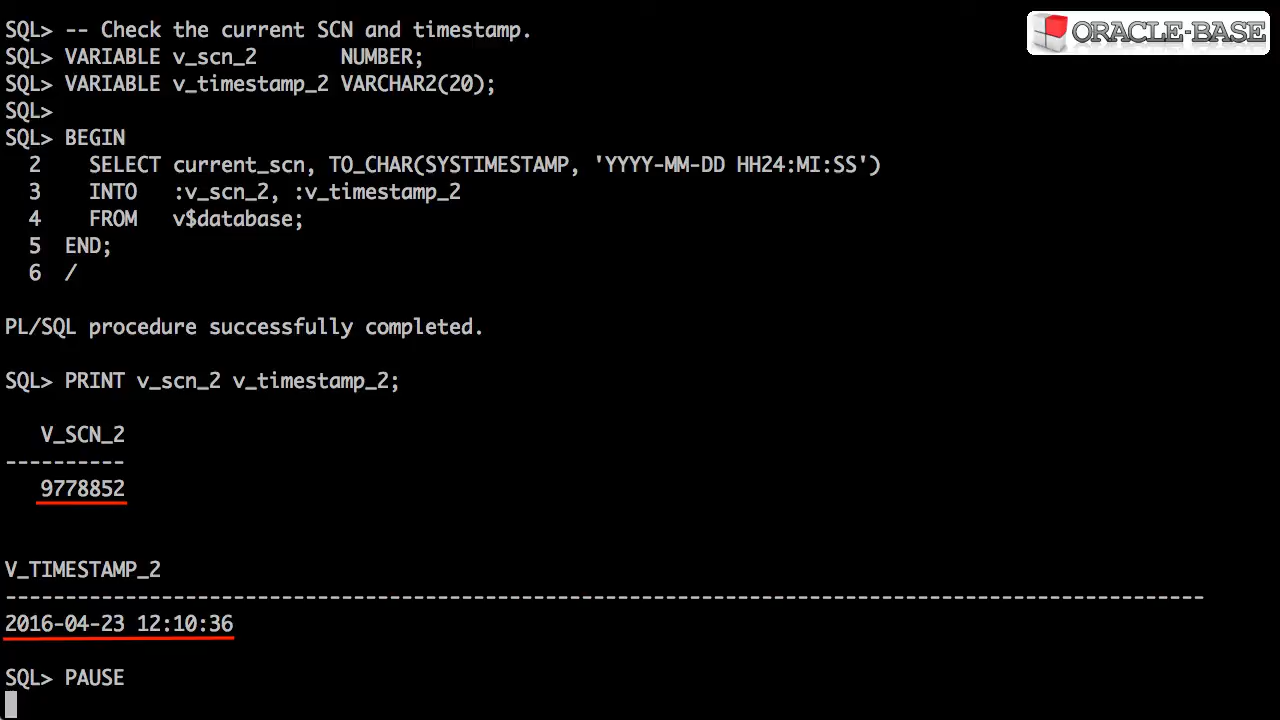 SQL> -- Check the current SCN and timestamp.
ORACLE-BASE
SQL> VARIABLE v_scn_2       NUMBER;
SQL> VARIABLE v_timestamp_2 VARCHAR2(20);
SQL>
SQL> BEGIN
  2    SELECT current_scn, TO_CHAR(SYSTIMESTAMP, 'YYYY-MM-DD HH24:MI:SS')
  3    INTO   :v_scn_2, :v_timestamp_2
  4    FROM   v$database;
  5  END;
  6  /
PL/SQL procedure successfully completed.
SQL> PRINT v_scn_2 v_timestamp_2;
   V_SCN_2
----------
   9778852
V_TIMESTAMP_2
----------------------------------------------------------------------------------------------------
2016-04-23 12:10:36
SQL> PAUSE